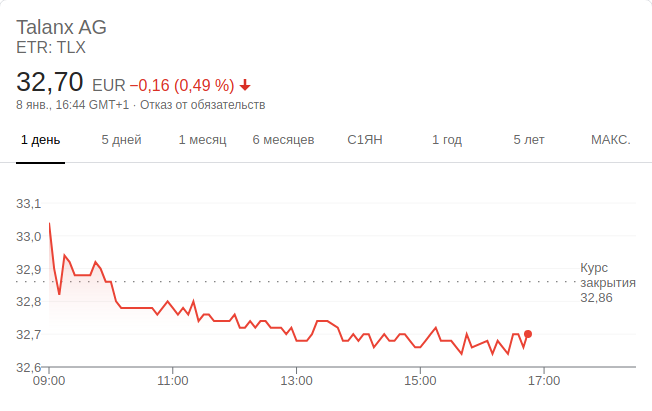 Talanx AG
ETR: TLX
32,70 EUR −0,16 (0,49 %)
8 янв., 16:44 GMT+1 · Отказ от обязательств
1 день 5 дней 1 месяц 6 месяцев С1ЯН 1 год 5 лет МАКС.
33,1
33,0
32,9
32,8
32,7
32,6
Курс
закрытия
32,86
09:00 11:00 13:00 15:00 17:00